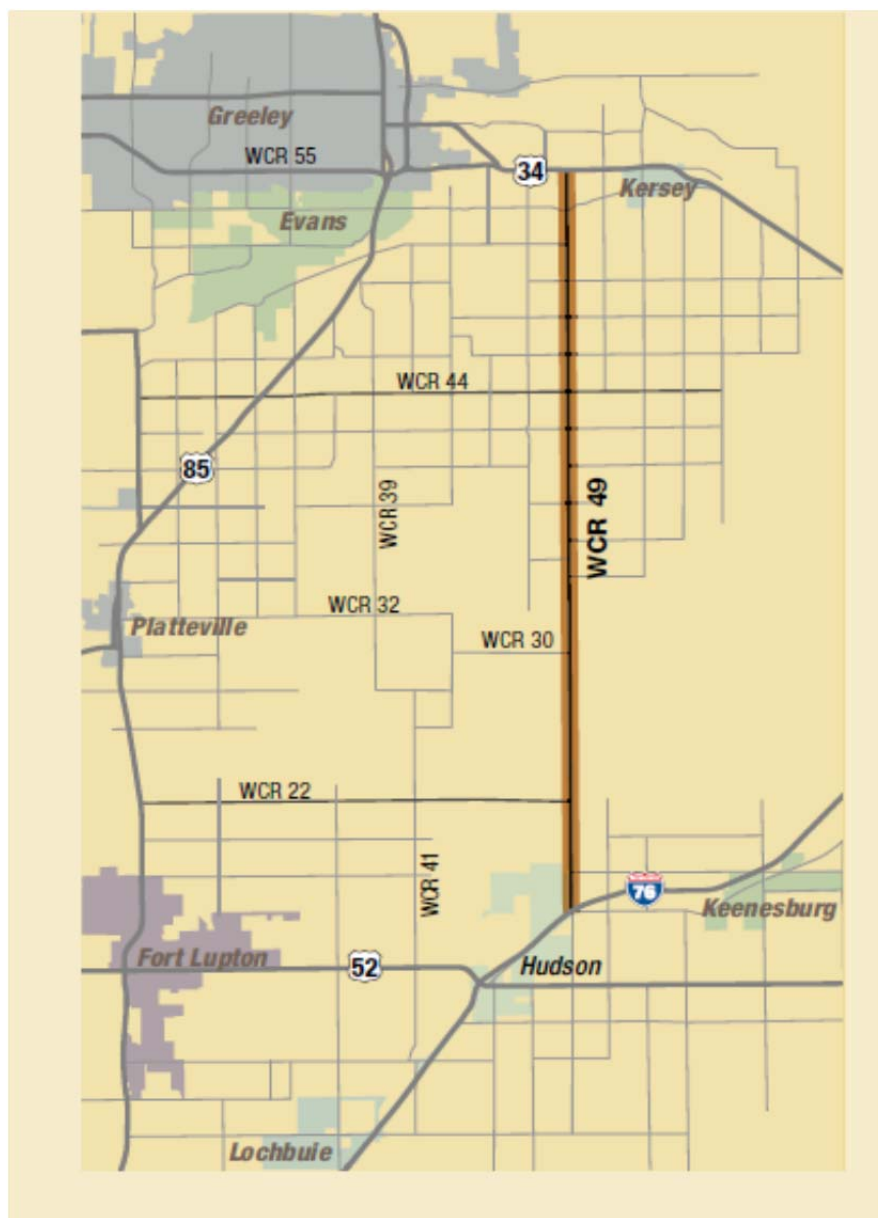 Greeley
WCR 55
34
Kersey
Evans
WCR 44
85
WCR 39
WCR 49
WCR 32
Platteville
WCR 30
WCR 22
WCR 41
76
Keenesburg
Fort Lupton
52
Hudson
Lochbuie